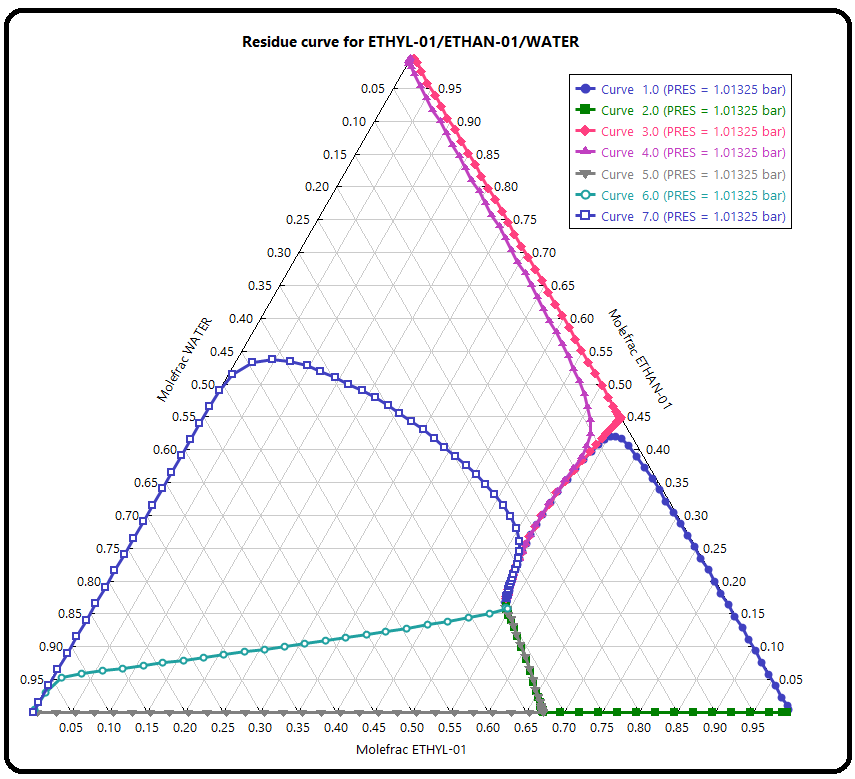 Residue curve for ETHYL-01/ETHAN-01/WATER
Curve 1.0 (PRES = 1.01325 bar)
Curve 2.0 (PRES = 1.01325 bar)
Curve 3.0 (PRES = 1.01325 bar)
Curve 4.0 (PRES = 1.01325 bar)
Curve 5.0 (PRES = 1.01325 bar)
Curve 6.0 (PRES = 1.01325 bar)
Curve 7.0 (PRES = 1.01325 bar)
0.05 0.95
0.10 0.90
0.15 0.85
0.20 0.80
0.25 0.75
0.30 0.70
0.35 0.65
0.40 0.60
0.45 0.55
0.50 0.50
0.55 0.45
0.60 0.40
0.65 0.35
0.70 0.30
0.75 0.25
0.80 0.20
0.85 0.15
0.90 0.10
0.95 0.05
Molefrac WATER
Molefrac ETHAN-01
0.05 0.10 0.15 0.20 0.25 0.30 0.35 0.40 0.45 0.50 0.55 0.60 0.65 0.70 0.75 0.80 0.85 0.90 0.95
Molefrac ETHYL-01